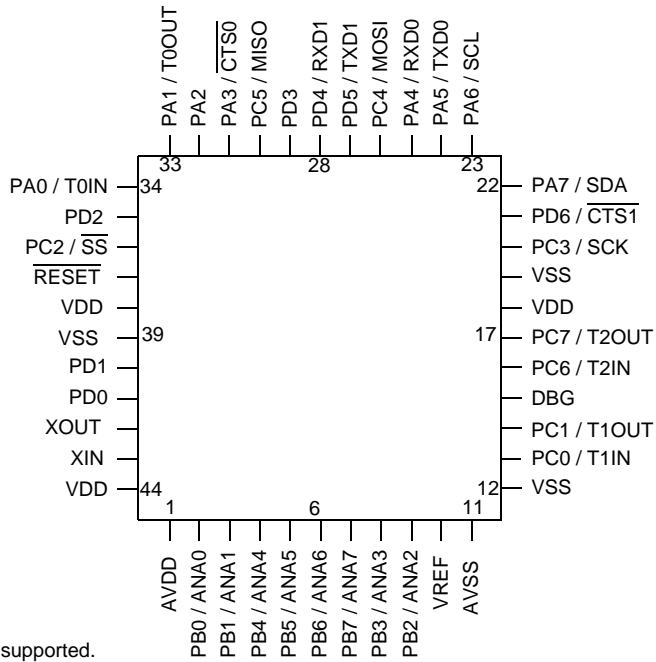 PA1 / T0OUT
PA2
PA3 / CTS0
PC5 / MISO
PD3
PD4 / RXD1
PD5 / TXD1
PC4 / MOSI
PA4 / RXD0
PA5 / TXD0
PA6 / SCL
33
28
23
PA0 / T0IN
34
PD2
PC2 / SS
RESET
VDD
VSS
39
PD1
PD0
XOUT
XIN
VDD
44
22
PA7 / SDA
PD6 / CTS1
PC3 / SCK
VSS
VDD
17
PC7 / T2OUT
PC6 / T2IN
DBG
PC1 / T1OUT
PC0 / T1IN
12
VSS
1
6
11
AVDD
PB0 / ANA0
PB1 / ANA1
PB4 / ANA4
PB5 / ANA5
PB6 / ANA6
PB7 / ANA7
PB3 / ANA3
PB2 / ANA2
VREF
AVSS
supported.